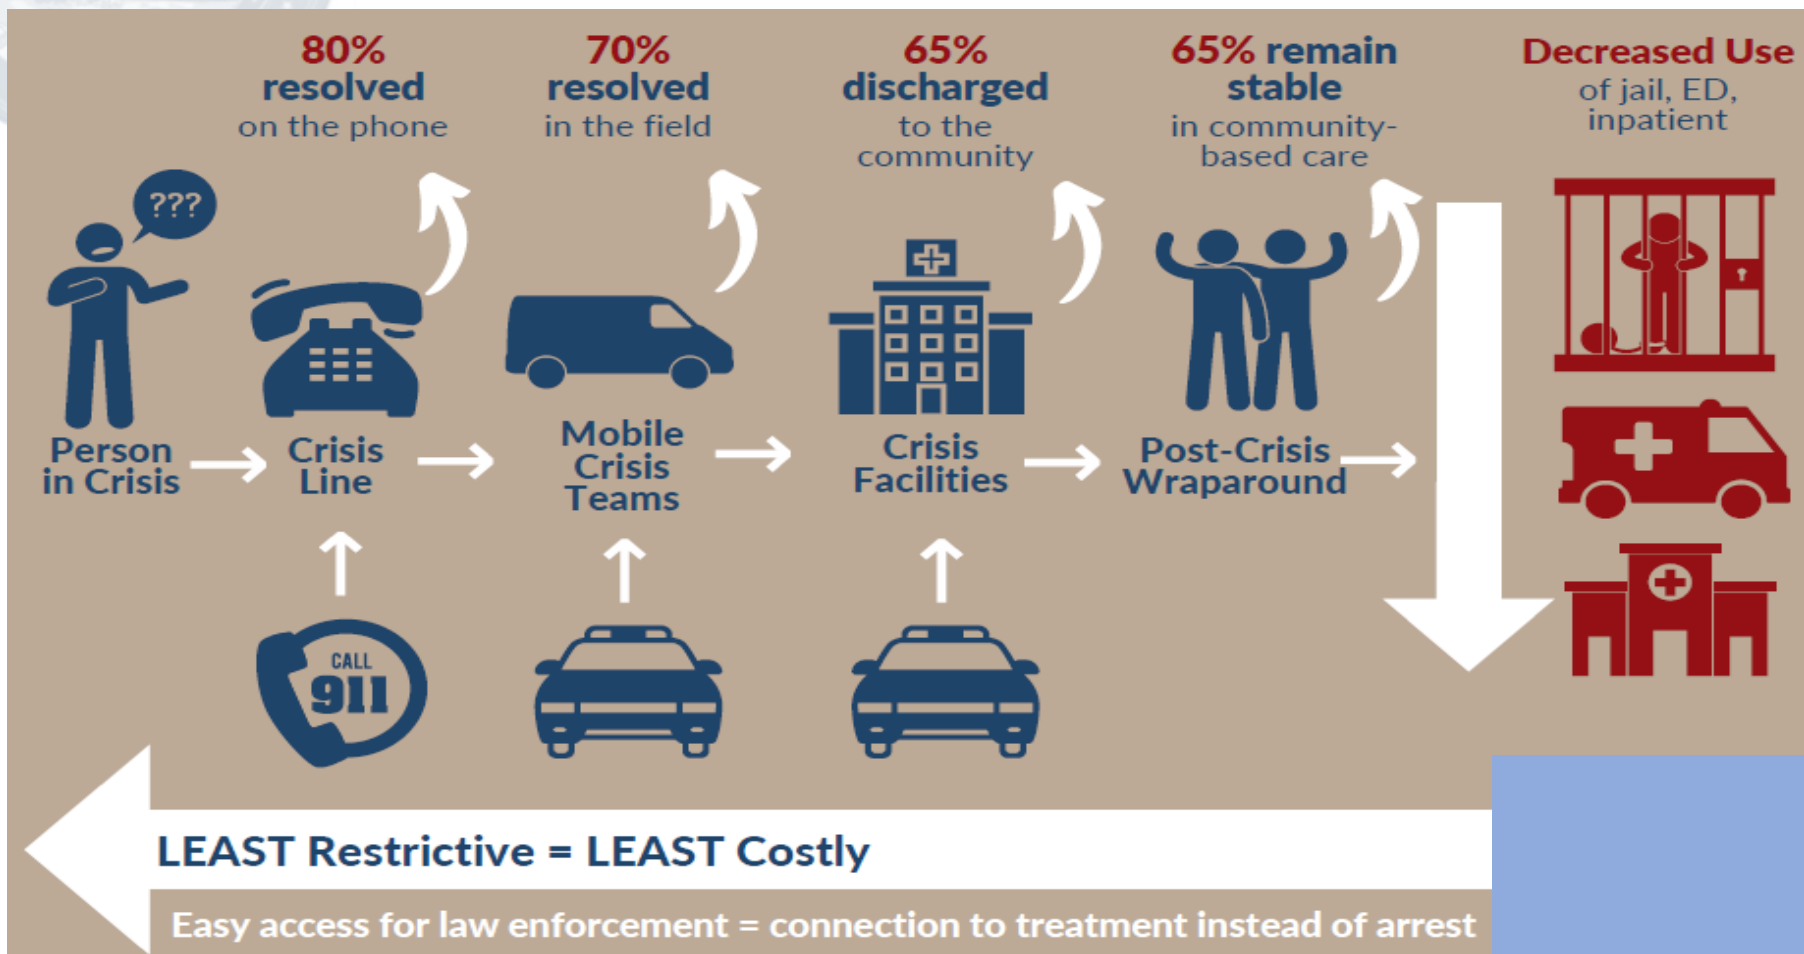 80%
resolved
on the phone
70%
resolved
in the field
65%
discharged
to the
community
65% remain
stable
in community-
based care
Decreased Use
of jail, ED,
inpatient
???
Person
in Crisis
Crisis
Line
Mobile
Crisis
Teams
Crisis
Facilities
Post-Crisis
Wraparound
CALL
911
LEAST Restrictive = LEAST Costly
Easy access for law enforcement = connection to treatment instead of arrest